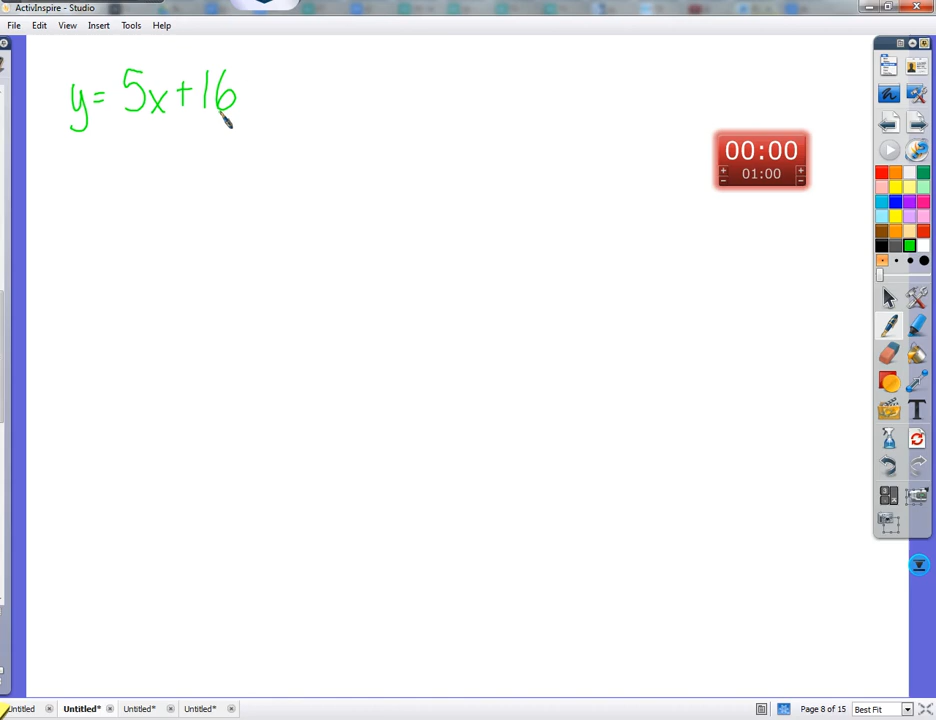 ActivInspire - Studio
File Edit View Insert Tools Help
y= 5x+16
00:00
01:00
Untitled Untitled* Untitled* Untitled* Page 8 of 15 Best Fit